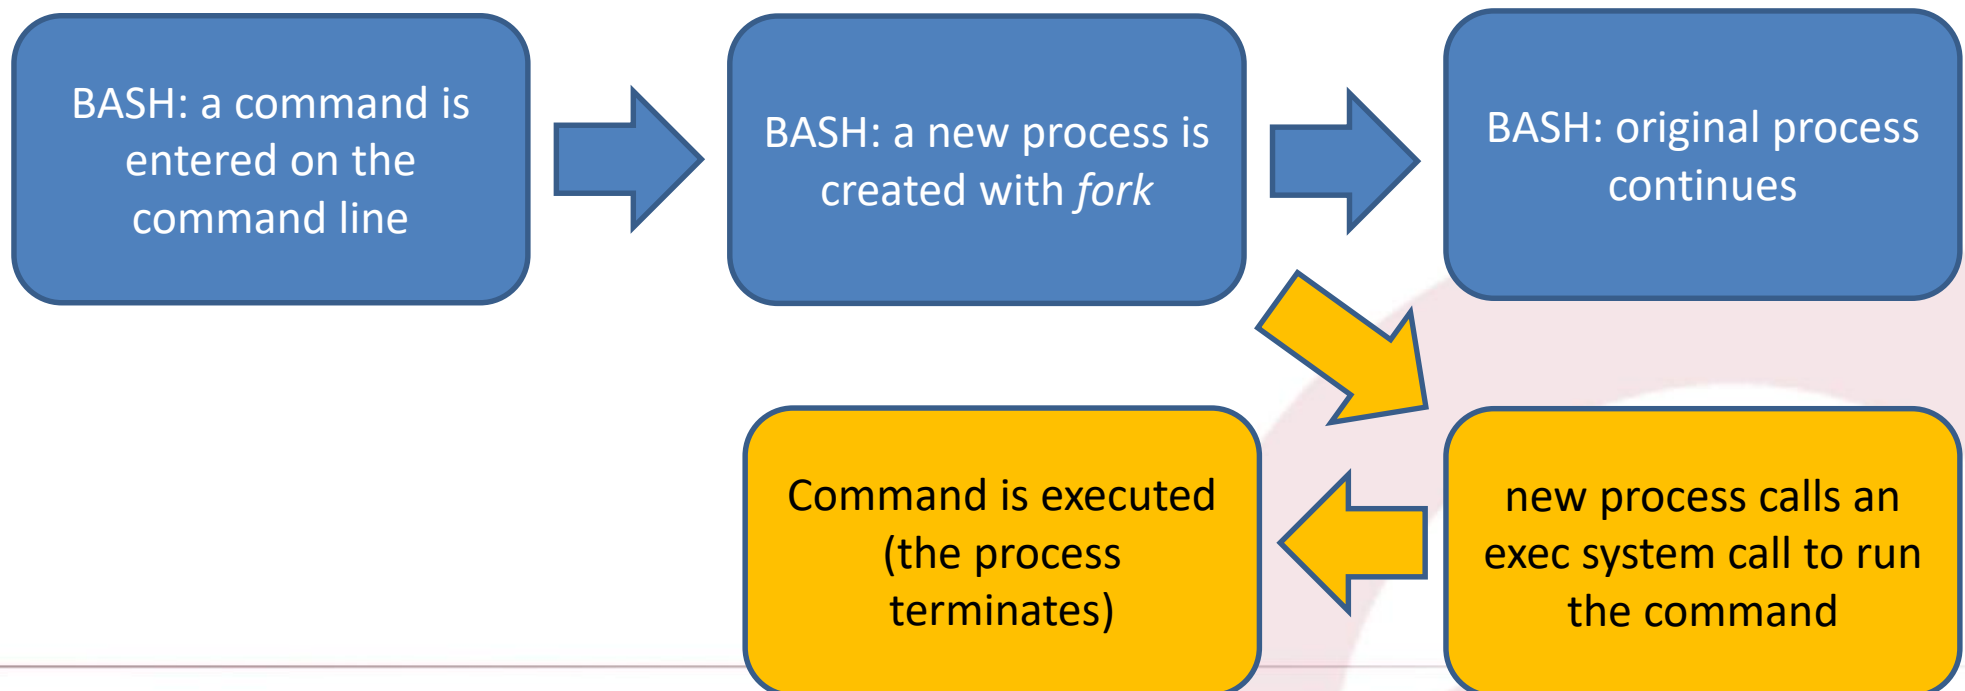 BASH: a command is
entered on the
command line
BASH: a new process is
created with fork
BASH: original process
continues
new process calls an
exec system call to run
the command
Command is executed
(the process
terminates)